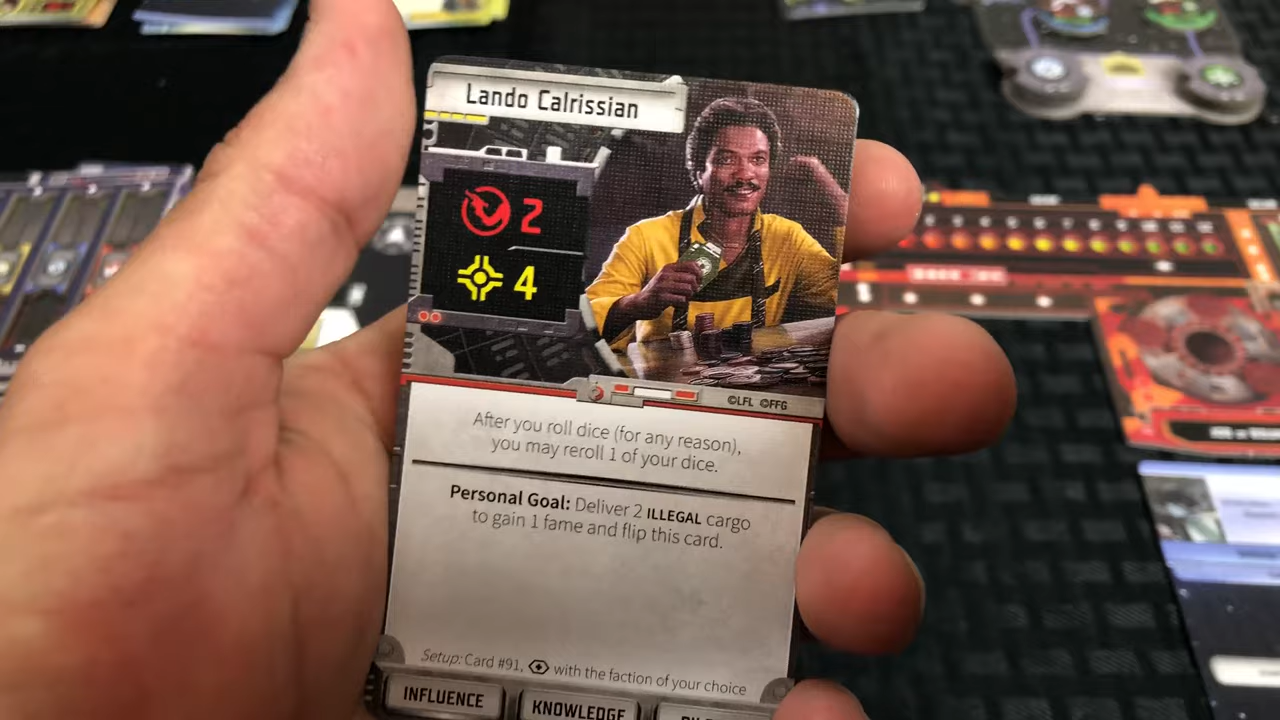 Lando Calrissian
2
4
©LFL ©FFG
After you roll dice (for any reason),
you may reroll 1 of your dice.
Personal Goal: Deliver 2 ILLEGAL cargo
to gain 1 fame and flip this card.
Setup: Card #91, with the faction of your choice
INFLUENCE
KNOWLEDGE